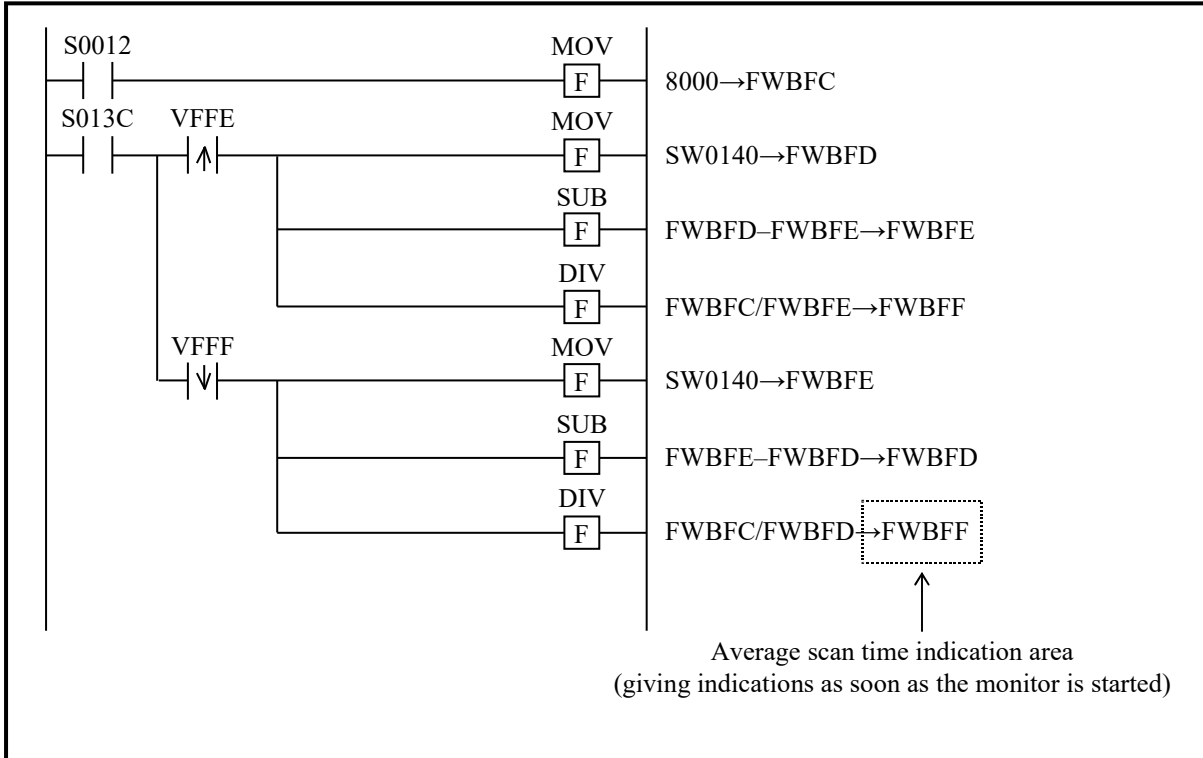 S0012 MOV
F 8000→FWBFC
S013C VFFE MOV
F SW0140→FWBFD
SUB
F FWBFD–FWBFE→FWBFE
DIV
F FWBFC/FWBFE→FWBFF
VFFF MOV
F SW0140→FWBFE
SUB
F FWBFE–FWBFD→FWBFD
DIV
F FWBFC/FWBFD→FWBFF
Average scan time indication area
(giving indications as soon as the monitor is started)